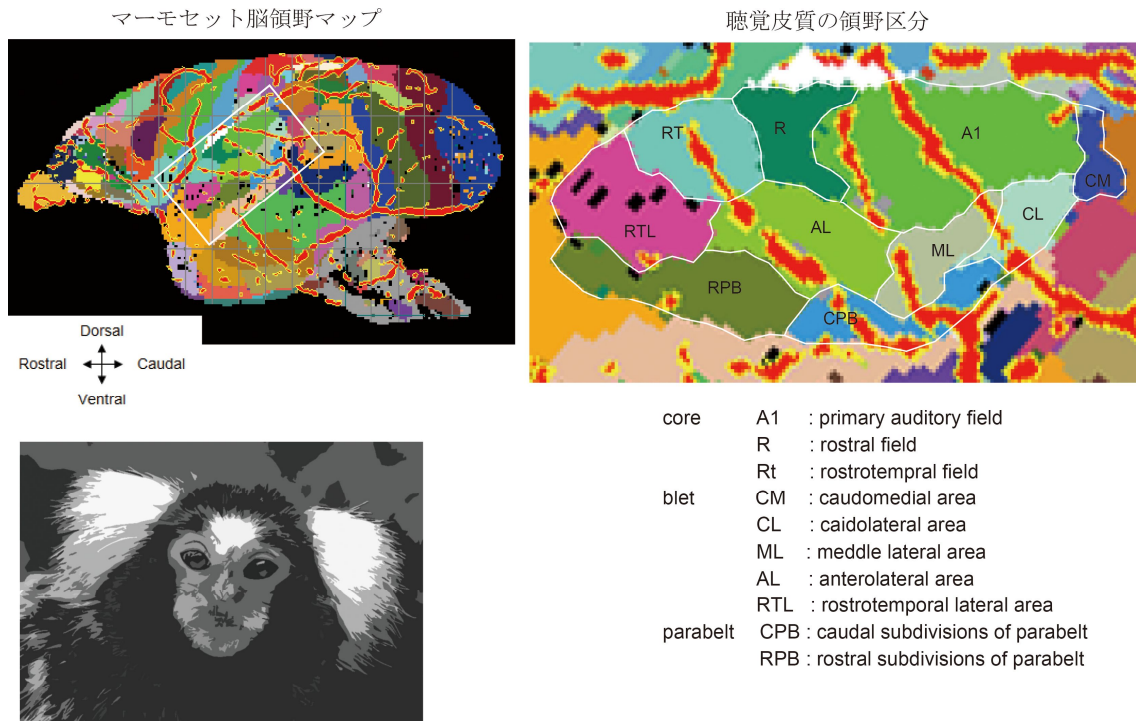 マーモセット脳領野マップ
聴覚皮質の領野区分
Dorsal
Rostral Caudal
Ventral
RT
R
A1
CM
RTL
AL
CL
ML
RPB
CPB
core A1 : primary auditory field
R : rostral field
Rt : rostrotempral field
blet CM : caudomedial area
CL : caidolateral area
ML : meddle lateral area
AL : anterolateral area
RTL : rostrotemporal lateral area
parabelt CPB : caudal subdivisions of parabelt
RPB : rostral subdivisions of parabelt